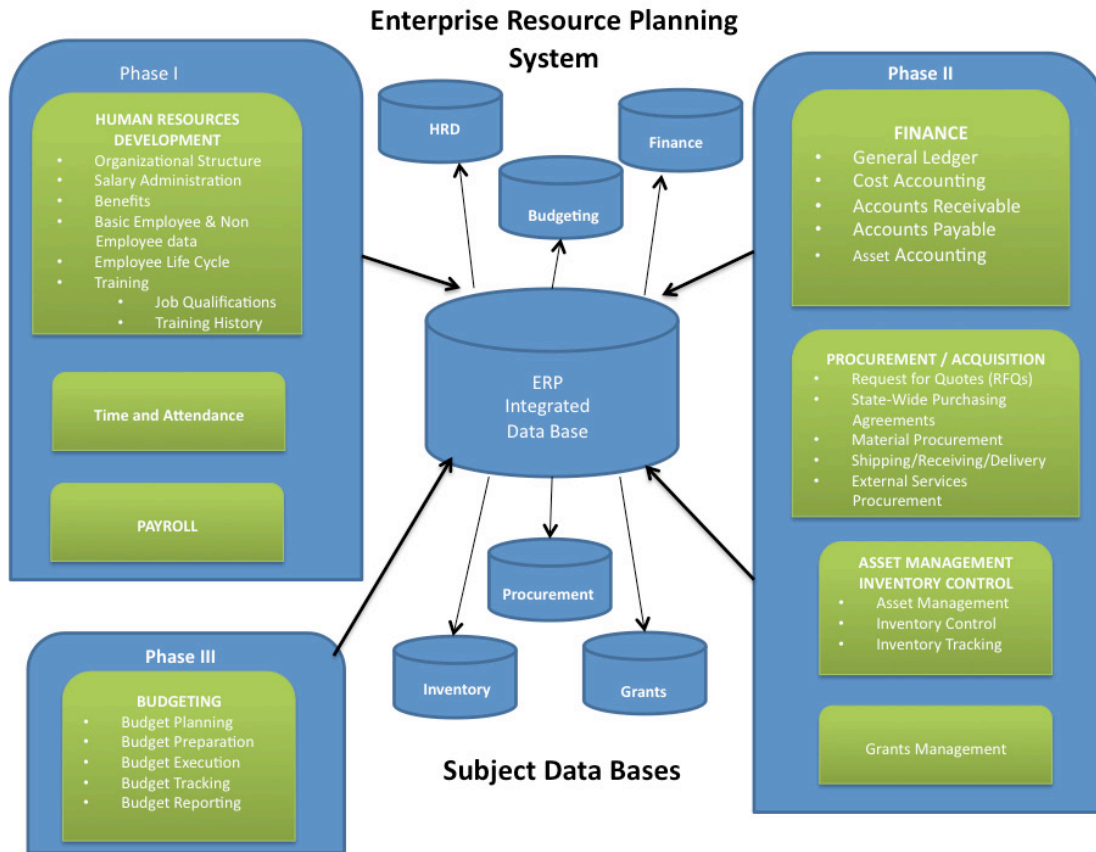 Enterprise Resource Planning
System
Phase I
HUMAN RESOURCES
DEVELOPMENT
• Organizational Structure
• Salary Administration
• Benefits
• Basic Employee & Non
Employee data
• Employee Life Cycle
• Training
• Job Qualifications
• Training History
Time and Attendance
PAYROLL
Phase III
BUDGETING
• Budget Planning
• Budget Preparation
• Budget Execution
• Budget Tracking
• Budget Reporting
HRD
Finance
Budgeting
ERP
Integrated
Data Base
Procurement
Inventory
Grants
Subject Data Bases
Phase II
FINANCE
• General Ledger
• Cost Accounting
• Accounts Receivable
• Accounts Payable
• Asset Accounting
PROCUREMENT / ACQUISITION
• Request for Quotes (RFQs)
• State-Wide Purchasing
Agreements
• Material Procurement
• Shipping/Receiving/Delivery
• External Services
Procurement
ASSET MANAGEMENT
INVENTORY CONTROL
• Asset Management
• Inventory Control
• Inventory Tracking
Grants Management